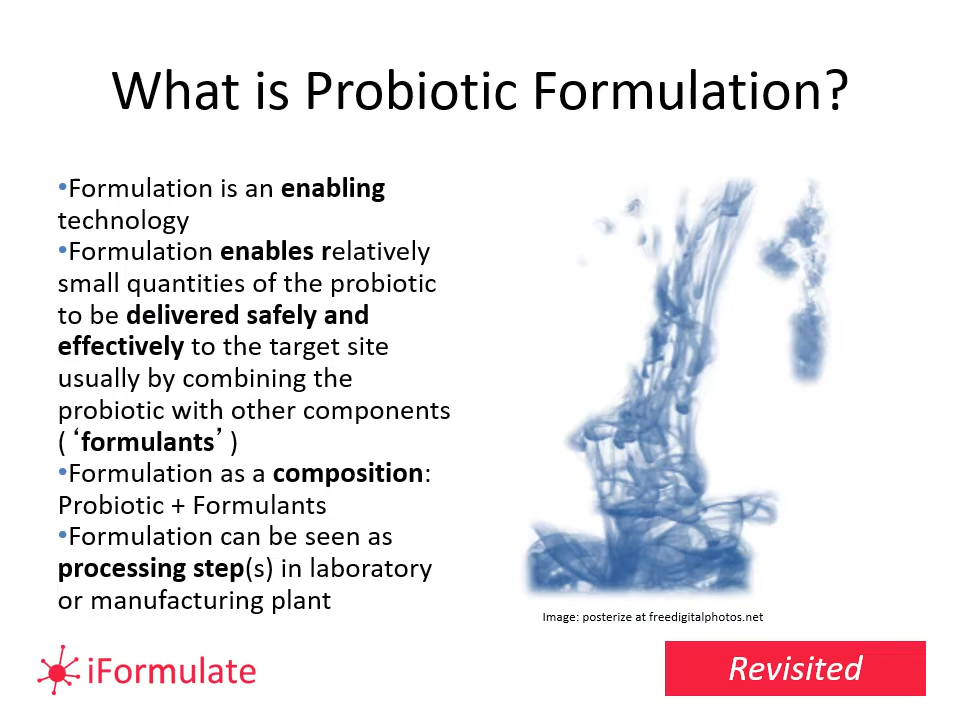 What is Probiotic Formulation?
•Formulation is an enabling
technology
•Formulation enables relatively
small quantities of the probiotic
to be delivered safely and
effectively to the target site
usually by combining the
probiotic with other components
( ‘formulants’ )
•Formulation as a composition:
Probiotic + Formulants
•Formulation can be seen as
processing step(s) in laboratory
or manufacturing plant
Image: posterize at freedigitalphotos.net
iFormulate
Revisited